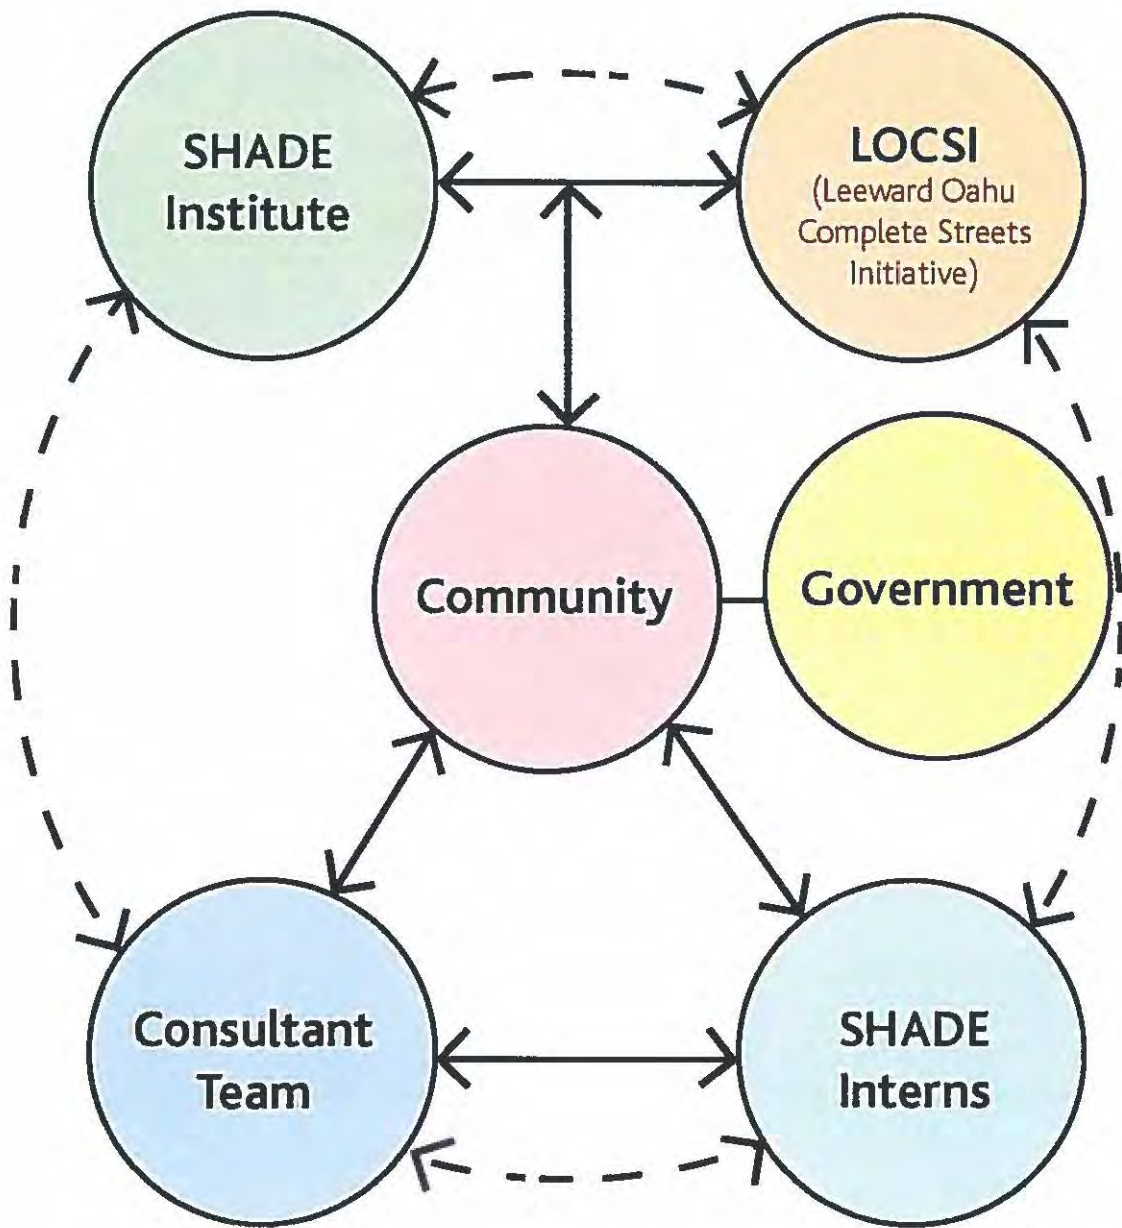 SHADE
Institute
LOCSI
(Leeward Oahu
Complete Streets
Initiative)
Community
Government
Consultant
Team
SHADE
Interns